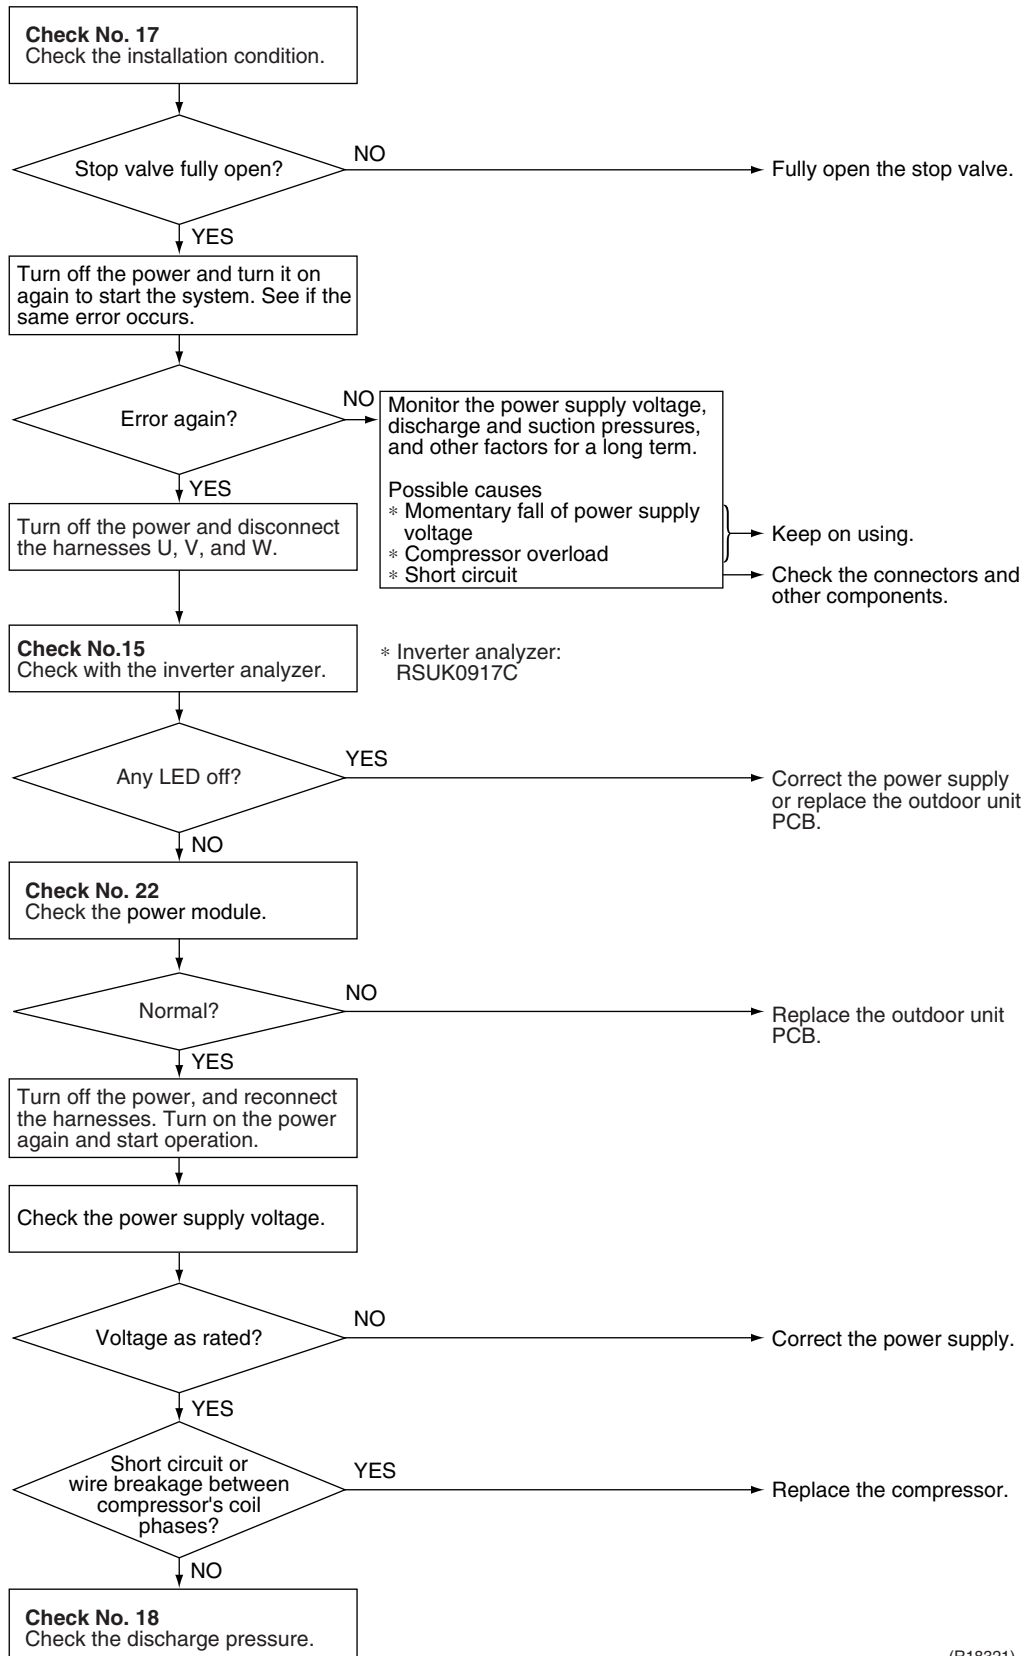 Check No. 17
Check the installation condition.
Stop valve fully open?
NO
Fully open the stop valve.
YES
Turn off the power and turn it on
again to start the system. See if the
same error occurs.
Error again?
NO
Monitor the power supply voltage,
discharge and suction pressures,
and other factors for a long term.
Possible causes
* Momentary fall of power supply
voltage
* Compressor overload
* Short circuit
Keep on using.
Check the connectors and
other components.
YES
Turn off the power and disconnect
the harnesses U, V, and W.
Check No.15
Check with the inverter analyzer.
* Inverter analyzer:
RSUK0917C
Any LED off?
YES
Correct the power supply
or replace the outdoor unit
PCB.
NO
Check No. 22
Check the power module.
Normal?
NO
Replace the outdoor unit
PCB.
YES
Turn off the power, and reconnect
the harnesses. Turn on the power
again and start operation.
Check the power supply voltage.
Voltage as rated?
NO
Correct the power supply.
YES
Short circuit or
wire breakage between
compressor's coil
phases?
YES
Replace the compressor.
NO
Check No. 18
Check the discharge pressure.
(R18321)